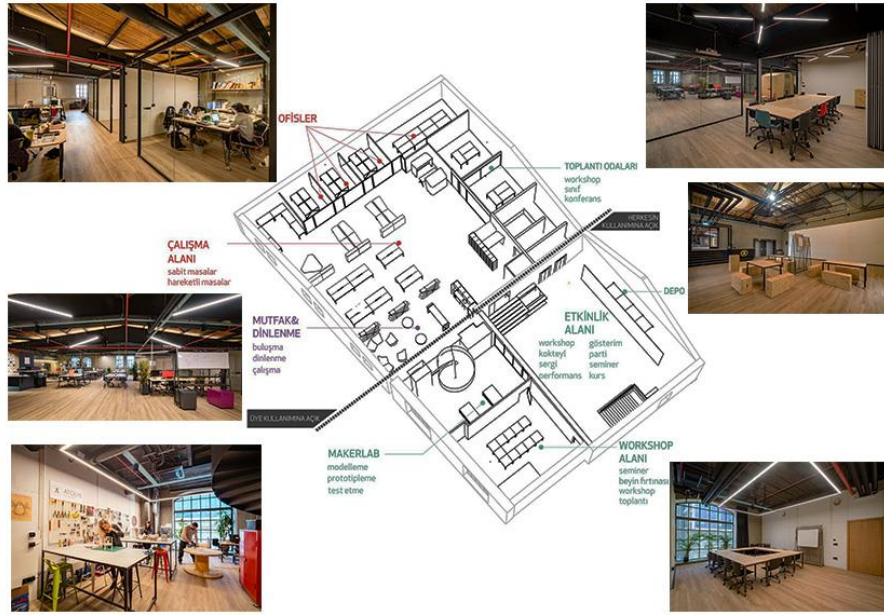 OFİSLER
TOPLANTI ODALARI
workshop
sınıf
konferans
HERKESİN
KULLANIMINA AÇIK
ÇALIŞMA
ALANI
sabit masalar
hareketli masalar
DEPO
MUTFAK&
DİNLENME
buluşma
dinlenme
çalışma
ETKİNLİK
ALANI
workshop
kokteyl
sergi
performans
gösterim
parti
seminer
kurs
ÜYE KULLANIMINA AÇIK
MAKERLAB
modelleme
prototipleme
test etme
WORKSHOP
ALANI
seminer
beyin fırtınası
workshop
toplantı
ATÖLYE